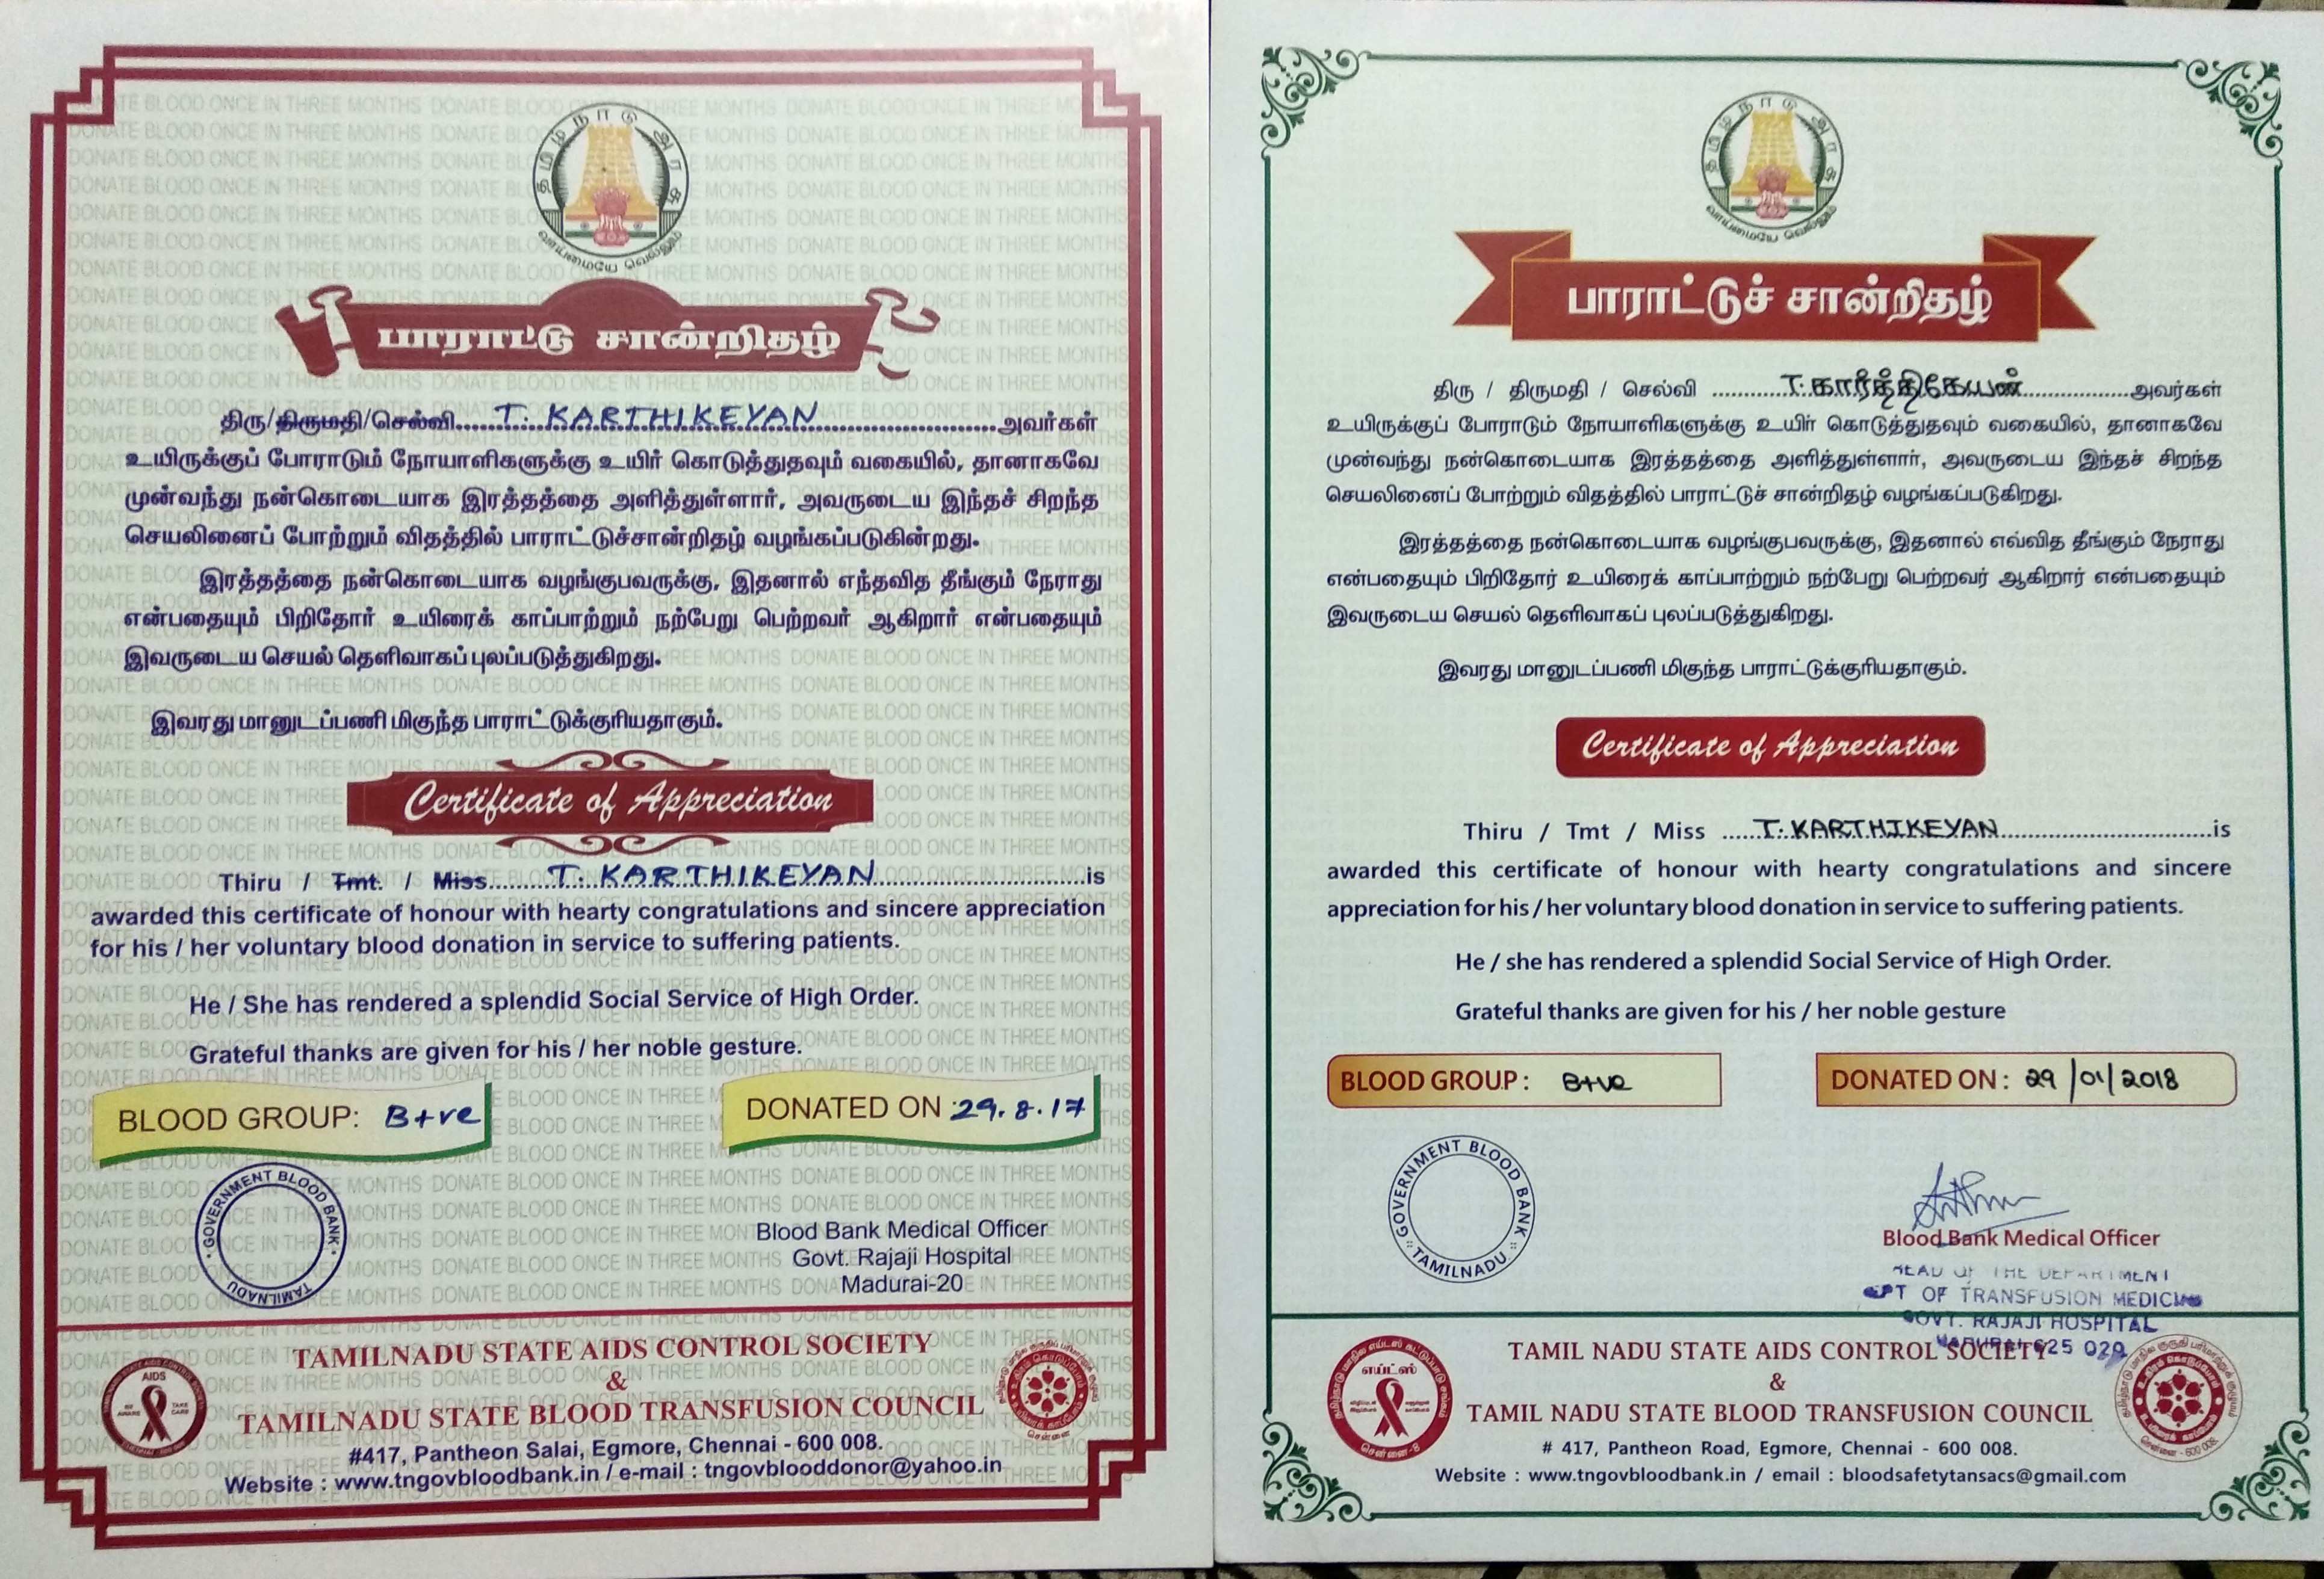 தமிழ்நாடு அரசு
வாய்மையே வெல்லும்
பாராட்டு சான்றிதழ்
திரு/திருமதி/செல்வி......T. KARTHIKEYAN......அவர்கள்
உயிருக்குப் போராடும் நோயாளிகளுக்கு உயிர் கொடுத்துதவும் வகையில், தானாகவே
முன்வந்து நன்கொடையாக இரத்தத்தை அளித்துள்ளார், அவருடைய இந்தச் சிறந்த
செயலினைப் போற்றும் விதத்தில் பாராட்டுச்சான்றிதழ் வழங்கப்படுகின்றது.
இரத்தத்தை நன்கொடையாக வழங்குபவருக்கு, இதனால் எந்தவித தீங்கும் நேராது
என்பதையும் பிறிதோர் உயிரைக் காப்பாற்றும் நற்பேறு பெற்றவர் ஆகிறார் என்பதையும்
இவருடைய செயல் தெளிவாகப் புலப்படுத்துகிறது.
இவரது மானுடப்பணி மிகுந்த பாராட்டுக்குரியதாகும்.
Certificate of Appreciation
Thiru / Tmt. / Miss......T. KARTHIKEYAN......is
awarded this certificate of honour with hearty congratulations and sincere appreciation
for his / her voluntary blood donation in service to suffering patients.
He / She has rendered a splendid Social Service of High Order.
Grateful thanks are given for his / her noble gesture.
BLOOD GROUP: B+ve
DONATED ON : 29.8.17
GOVERNMENT BLOOD BANK
TAMILNADU
Blood Bank Medical Officer
Govt. Rajaji Hospital
Madurai-20
TAMILNADU STATE AIDS CONTROL SOCIETY
&
TAMILNADU STATE BLOOD TRANSFUSION COUNCIL
#417, Pantheon Salai, Egmore, Chennai - 600 008.
Website : www.tngovbloodbank.in / e-mail : tngovblooddonor@yahoo.in
AIDS
BE AWARE
TAKE CARE
DONATE BLOOD ONCE IN THREE MONTHS
தமிழ்நாடு அரசு
வாய்மையே வெல்லும்
பாராட்டுச் சான்றிதழ்
திரு / திருமதி / செல்வி ......T. கார்த்திகேயன்......அவர்கள்
உயிருக்குப் போராடும் நோயாளிகளுக்கு உயிர் கொடுத்துதவும் வகையில், தானாகவே
முன்வந்து நன்கொடையாக இரத்தத்தை அளித்துள்ளார், அவருடைய இந்தச் சிறந்த
செயலினைப் போற்றும் விதத்தில் பாராட்டுச் சான்றிதழ் வழங்கப்படுகிறது.
இரத்தத்தை நன்கொடையாக வழங்குபவருக்கு, இதனால் எவ்வித தீங்கும் நேராது
என்பதையும் பிறிதோர் உயிரைக் காப்பாற்றும் நற்பேறு பெற்றவர் ஆகிறார் என்பதையும்
இவருடைய செயல் தெளிவாகப் புலப்படுத்துகிறது.
இவரது மானுடப்பணி மிகுந்த பாராட்டுக்குரியதாகும்.
Certificate of Appreciation
Thiru / Tmt / Miss ......T. KARTHIKEYAN......is
awarded this certificate of honour with hearty congratulations and sincere
appreciation for his / her voluntary blood donation in service to suffering patients.
He / she has rendered a splendid Social Service of High Order.
Grateful thanks are given for his / her noble gesture
BLOOD GROUP : B+ve
DONATED ON : 29/01/2018
GOVERNMENT BLOOD BANK
TAMILNADU
Blood Bank Medical Officer
HEAD OF THE DEPARTMENT
DEPT OF TRANSFUSION MEDICINE
GOVT. RAJAJI HOSPITAL
MADURAI-625 020
TAMIL NADU STATE AIDS CONTROL SOCIETY
&
TAMIL NADU STATE BLOOD TRANSFUSION COUNCIL
# 417, Pantheon Road, Egmore, Chennai - 600 008.
Website : www.tngovbloodbank.in / email : bloodsafetytansacs@gmail.com
எய்ட்ஸ்
சென்னை-8
சென்னை - 600 008.